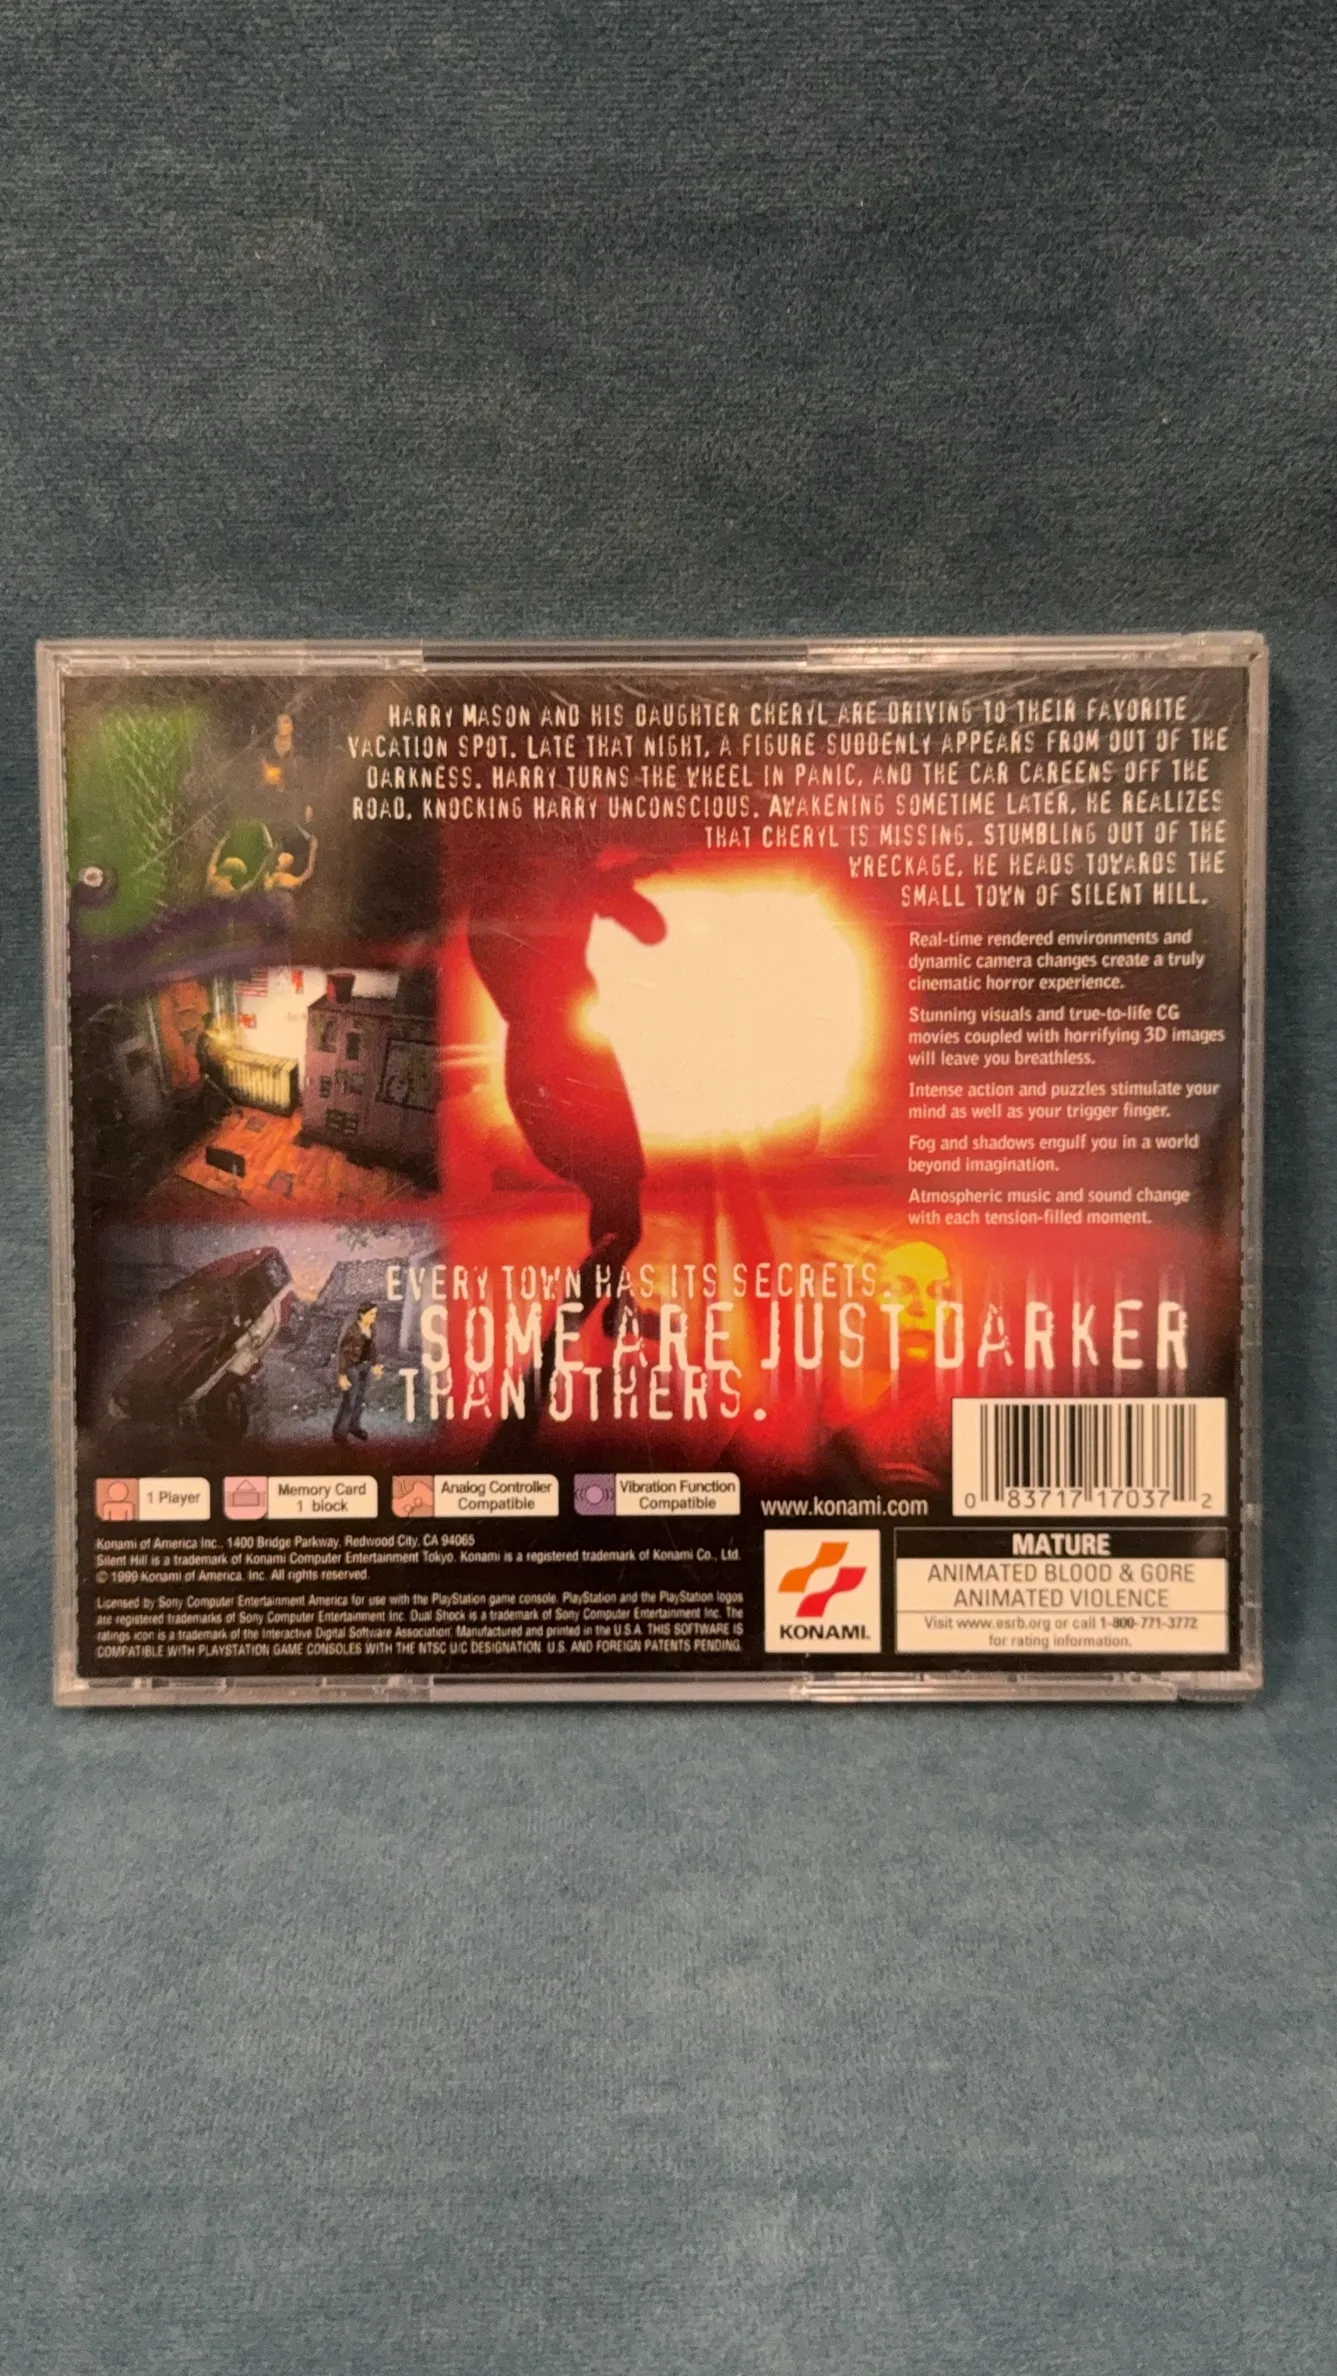 HARRY MASON AND HIS DAUGHTER CHERYL ARE DRIVING TO THEIR FAVORITE
VACATION SPOT. LATE THAT NIGHT, A FIGURE SUDDENLY APPEARS FROM OUT OF THE
DARKNESS. HARRY TURNS THE WHEEL IN PANIC, AND THE CAR CAREENS OFF THE
ROAD, KNOCKING HARRY UNCONSCIOUS. AWAKENING SOMETIME LATER, HE REALIZES
THAT CHERYL IS MISSING. STUMBLING OUT OF THE
WRECKAGE, HE HEADS TOWARDS THE
SMALL TOWN OF SILENT HILL.
Real-time rendered environments and
dynamic camera changes create a truly
cinematic horror experience.
Stunning visuals and true-to-life CG
movies coupled with horrifying 3D images
will leave you breathless.
Intense action and puzzles stimulate your
mind as well as your trigger finger.
Fog and shadows engulf you in a world
beyond imagination.
Atmospheric music and sound change
with each tension-filled moment.
EVERY TOWN HAS ITS SECRETS.
SOME ARE JUST DARKER
THAN OTHERS.
1 Player
Memory Card
1 block
Analog Controller
Compatible
Vibration Function
Compatible
www.konami.com
0 83717 17037 2
Konami of America Inc., 1400 Bridge Parkway, Redwood City, CA 94065
Silent Hill is a trademark of Konami Computer Entertainment Tokyo. Konami is a registered trademark of Konami Co., Ltd.
© 1999 Konami of America, Inc. All rights reserved.
Licensed by Sony Computer Entertainment America for use with the PlayStation game console. PlayStation and the PlayStation logos
are registered trademarks of Sony Computer Entertainment Inc. Dual Shock is a trademark of Sony Computer Entertainment Inc. The
ratings icon is a trademark of the Interactive Digital Software Association. Manufactured and printed in the U.S.A. THIS SOFTWARE IS
COMPATIBLE WITH PLAYSTATION GAME CONSOLES WITH THE NTSC U/C DESIGNATION. U.S. AND FOREIGN PATENTS PENDING.
KONAMI.
MATURE
ANIMATED BLOOD & GORE
ANIMATED VIOLENCE
Visit www.esrb.org or call 1-800-771-3772
for rating information.